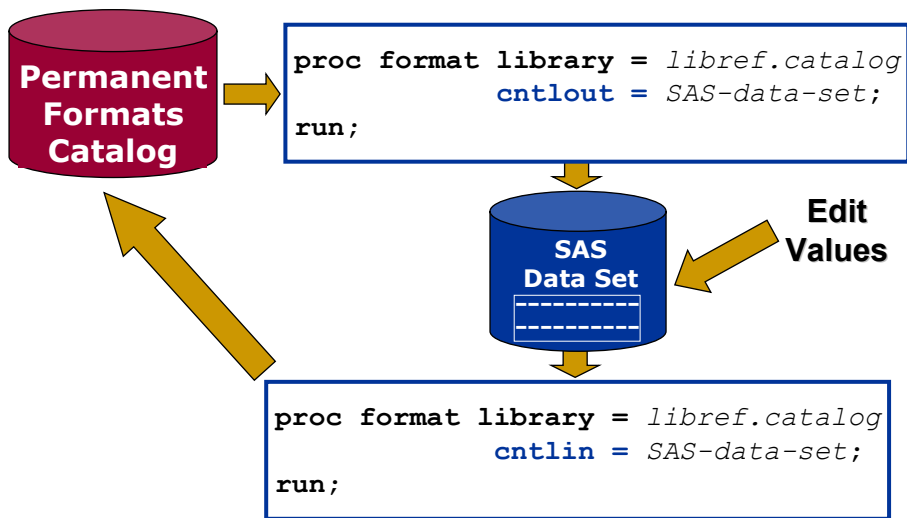 Permanent
Formats
Catalog
proc format library = libref.catalog
cntlout = SAS-data-set;
run;
Edit
Values
SAS
Data Set
proc format library = libref.catalog
cntlin = SAS-data-set;
run;